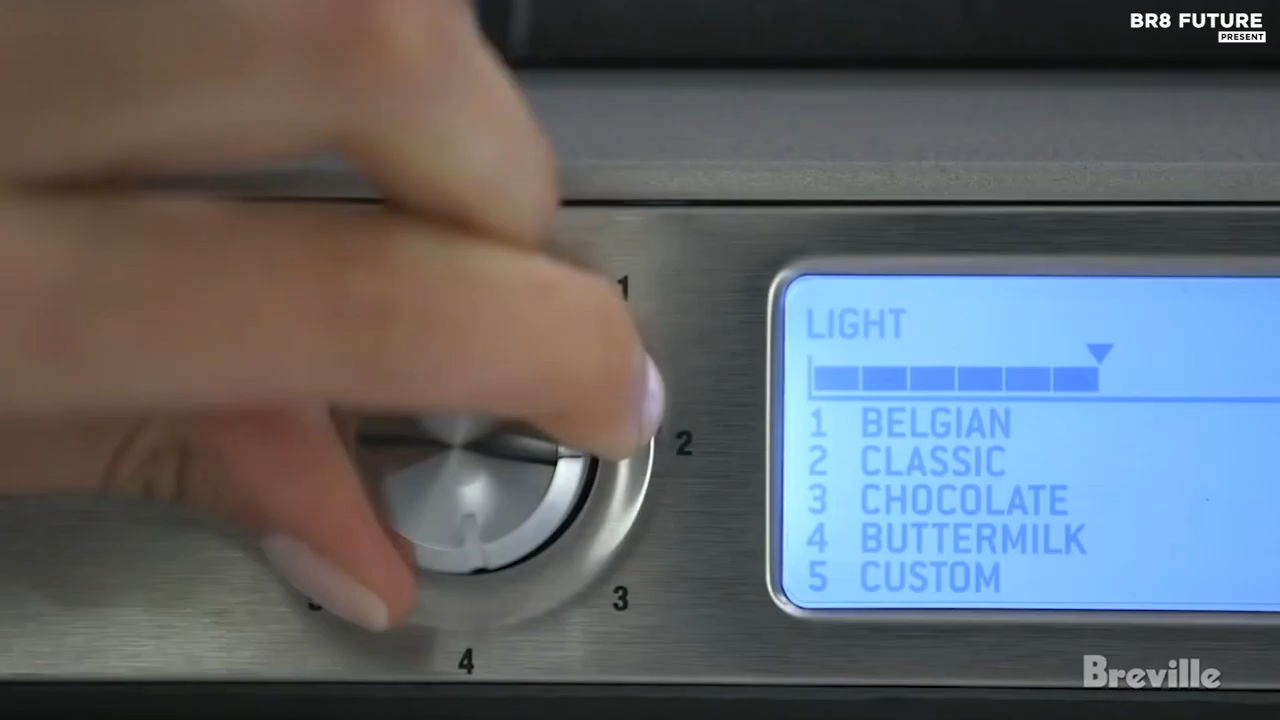 BR8 FUTURE
PRESENT
1
2
3
4
LIGHT
1 BELGIAN
2 CLASSIC
3 CHOCOLATE
4 BUTTERMILK
5 CUSTOM
Breville